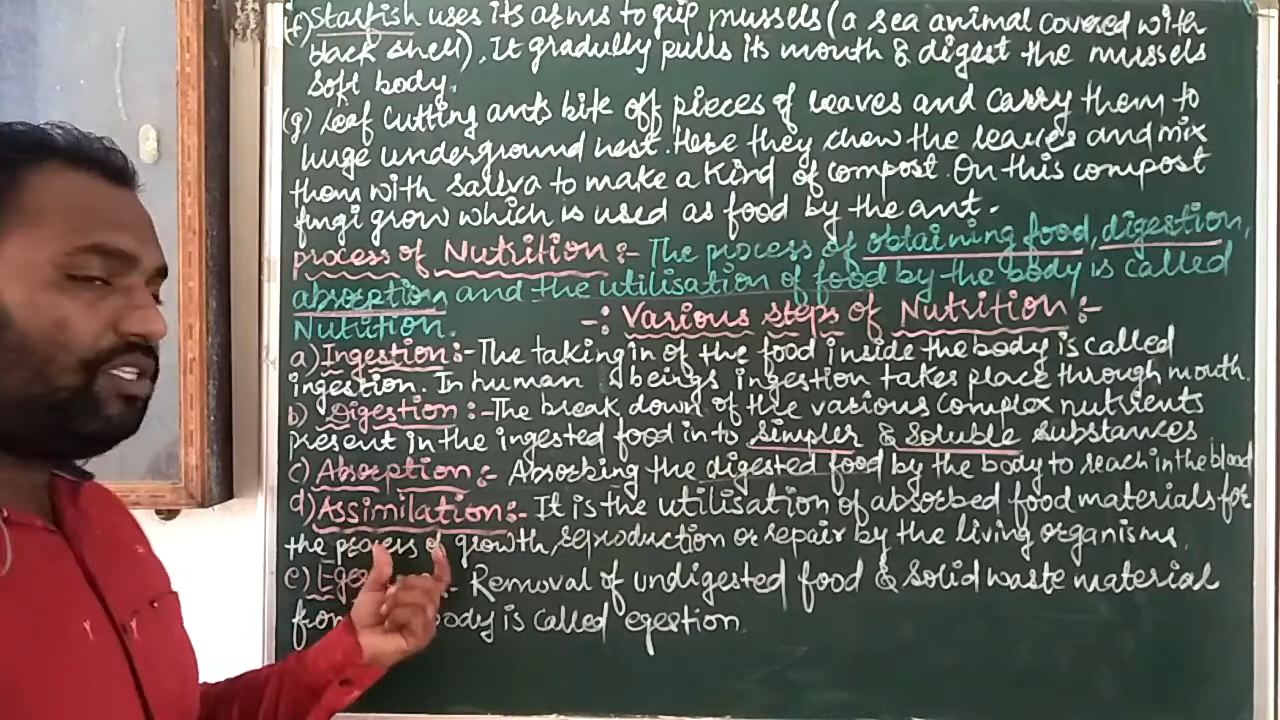 (f) Starfish uses its arms to grip mussels (a sea animal covered with
back shell). It gradully pulls its mouth & digest the mussels
soft body.
(g) Leaf cutting ants bite off pieces of leaves and carry them to
huge underground nest. Here they chew the leaves and mix
them with saliva to make a kind of compost. On this compost
fungi grow which is used as food by the ant.
process of Nutrition :- The process of obtaining food, digestion,
absorption and the utilisation of food by the body is called
Nutrition.
-: Various steps of Nutrition :-
a) Ingestion :- The taking in of the food inside the body is called
ingestion. In human beings ingestion takes place through mouth.
b) Digestion :- The break down of the various complex nutrients
present in the ingested food in to simpler & soluble substances
c) Absorption :- Absorbing the digested food by the body to reach in the blood
d) Assimilation :- It is the utilisation of absorbed food materials for
the process of growth, reproduction or repair by the living organisms.
e) Removal of undigested food & solid waste material
body is called egestion.